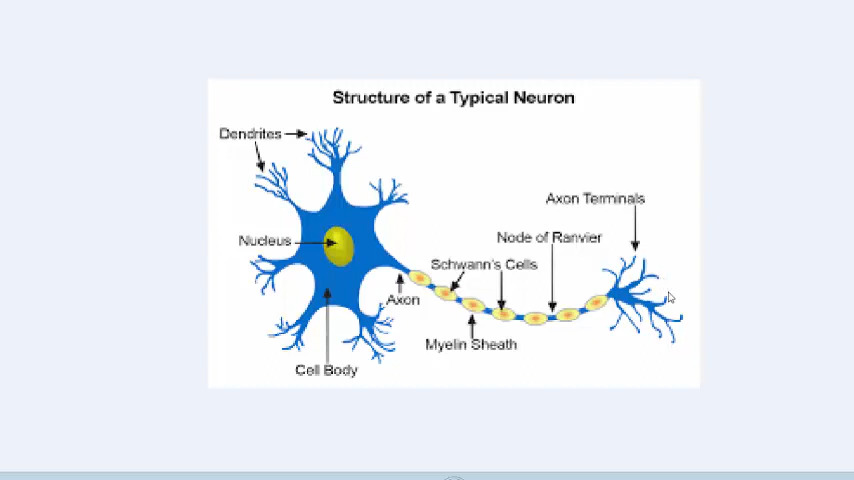 Structure of a Typical Neuron
Dendrites
Axon Terminals
Nucleus
Node of Ranvier
Schwann's Cells
Axon
Myelin Sheath
Cell Body